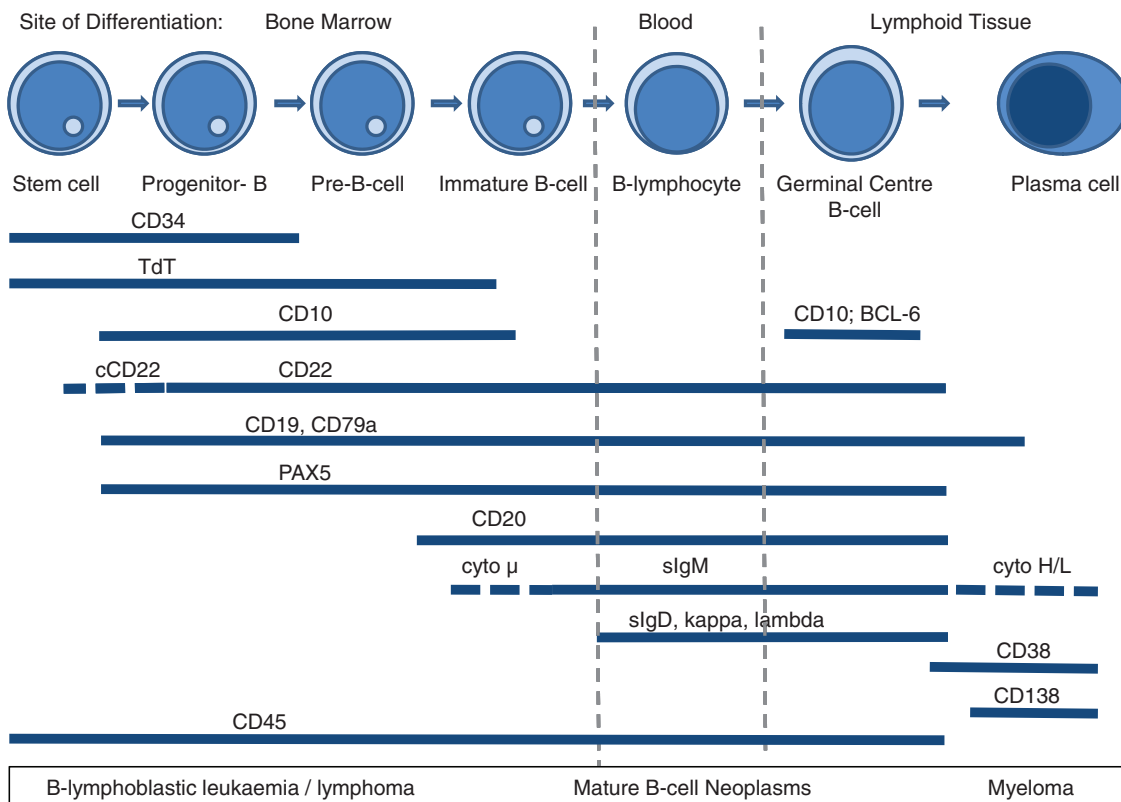 Site of Differentiation: Bone Marrow Blood Lymphoid Tissue
Stem cell Progenitor- B Pre-B-cell Immature B-cell B-lymphocyte Germinal Centre Plasma cell
B-cell
CD34
TdT
CD10 CD10; BCL-6
cCD22 CD22
CD19, CD79a
PAX5
CD20
cyto μ sIgM cyto H/L
sIgD, kappa, lambda
CD38
CD138
CD45
B-lymphoblastic leukaemia / lymphoma Mature B-cell Neoplasms Myeloma